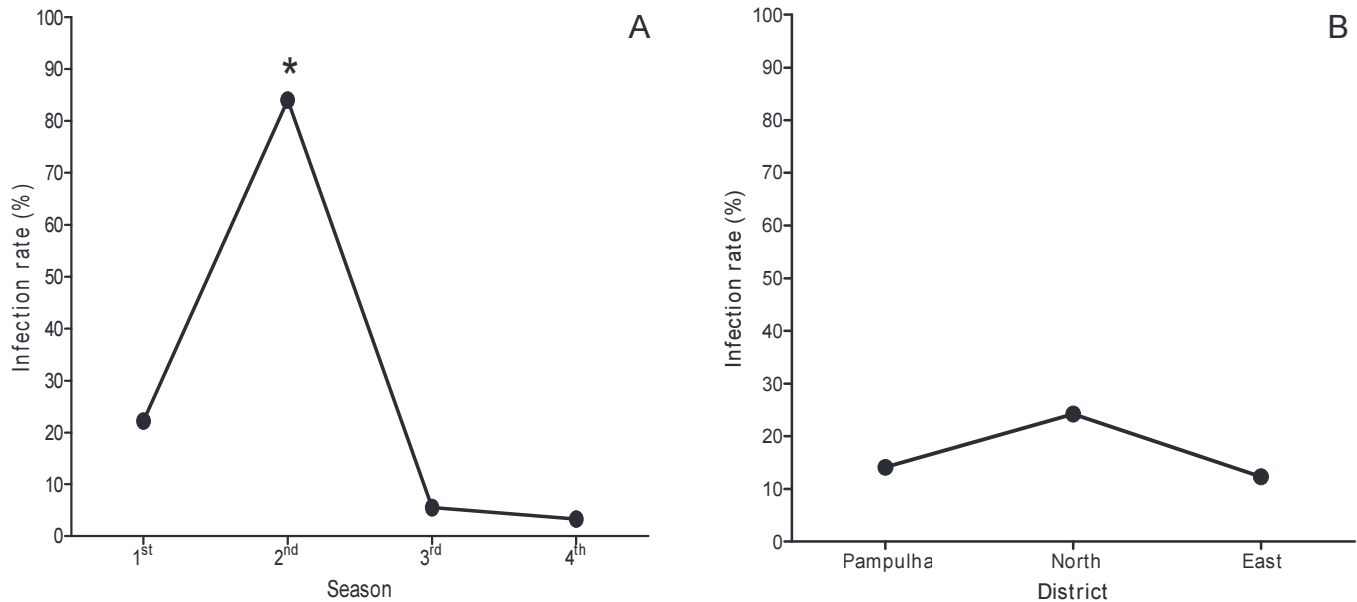 A
100
90
80
70
60
50
40
30
20
10
0
Infection rate (%)
*
1st
2nd
3rd
4th
Season
B
100
90
80
70
60
50
40
30
20
10
0
Infection rate (%)
Pampulha
North
East
District